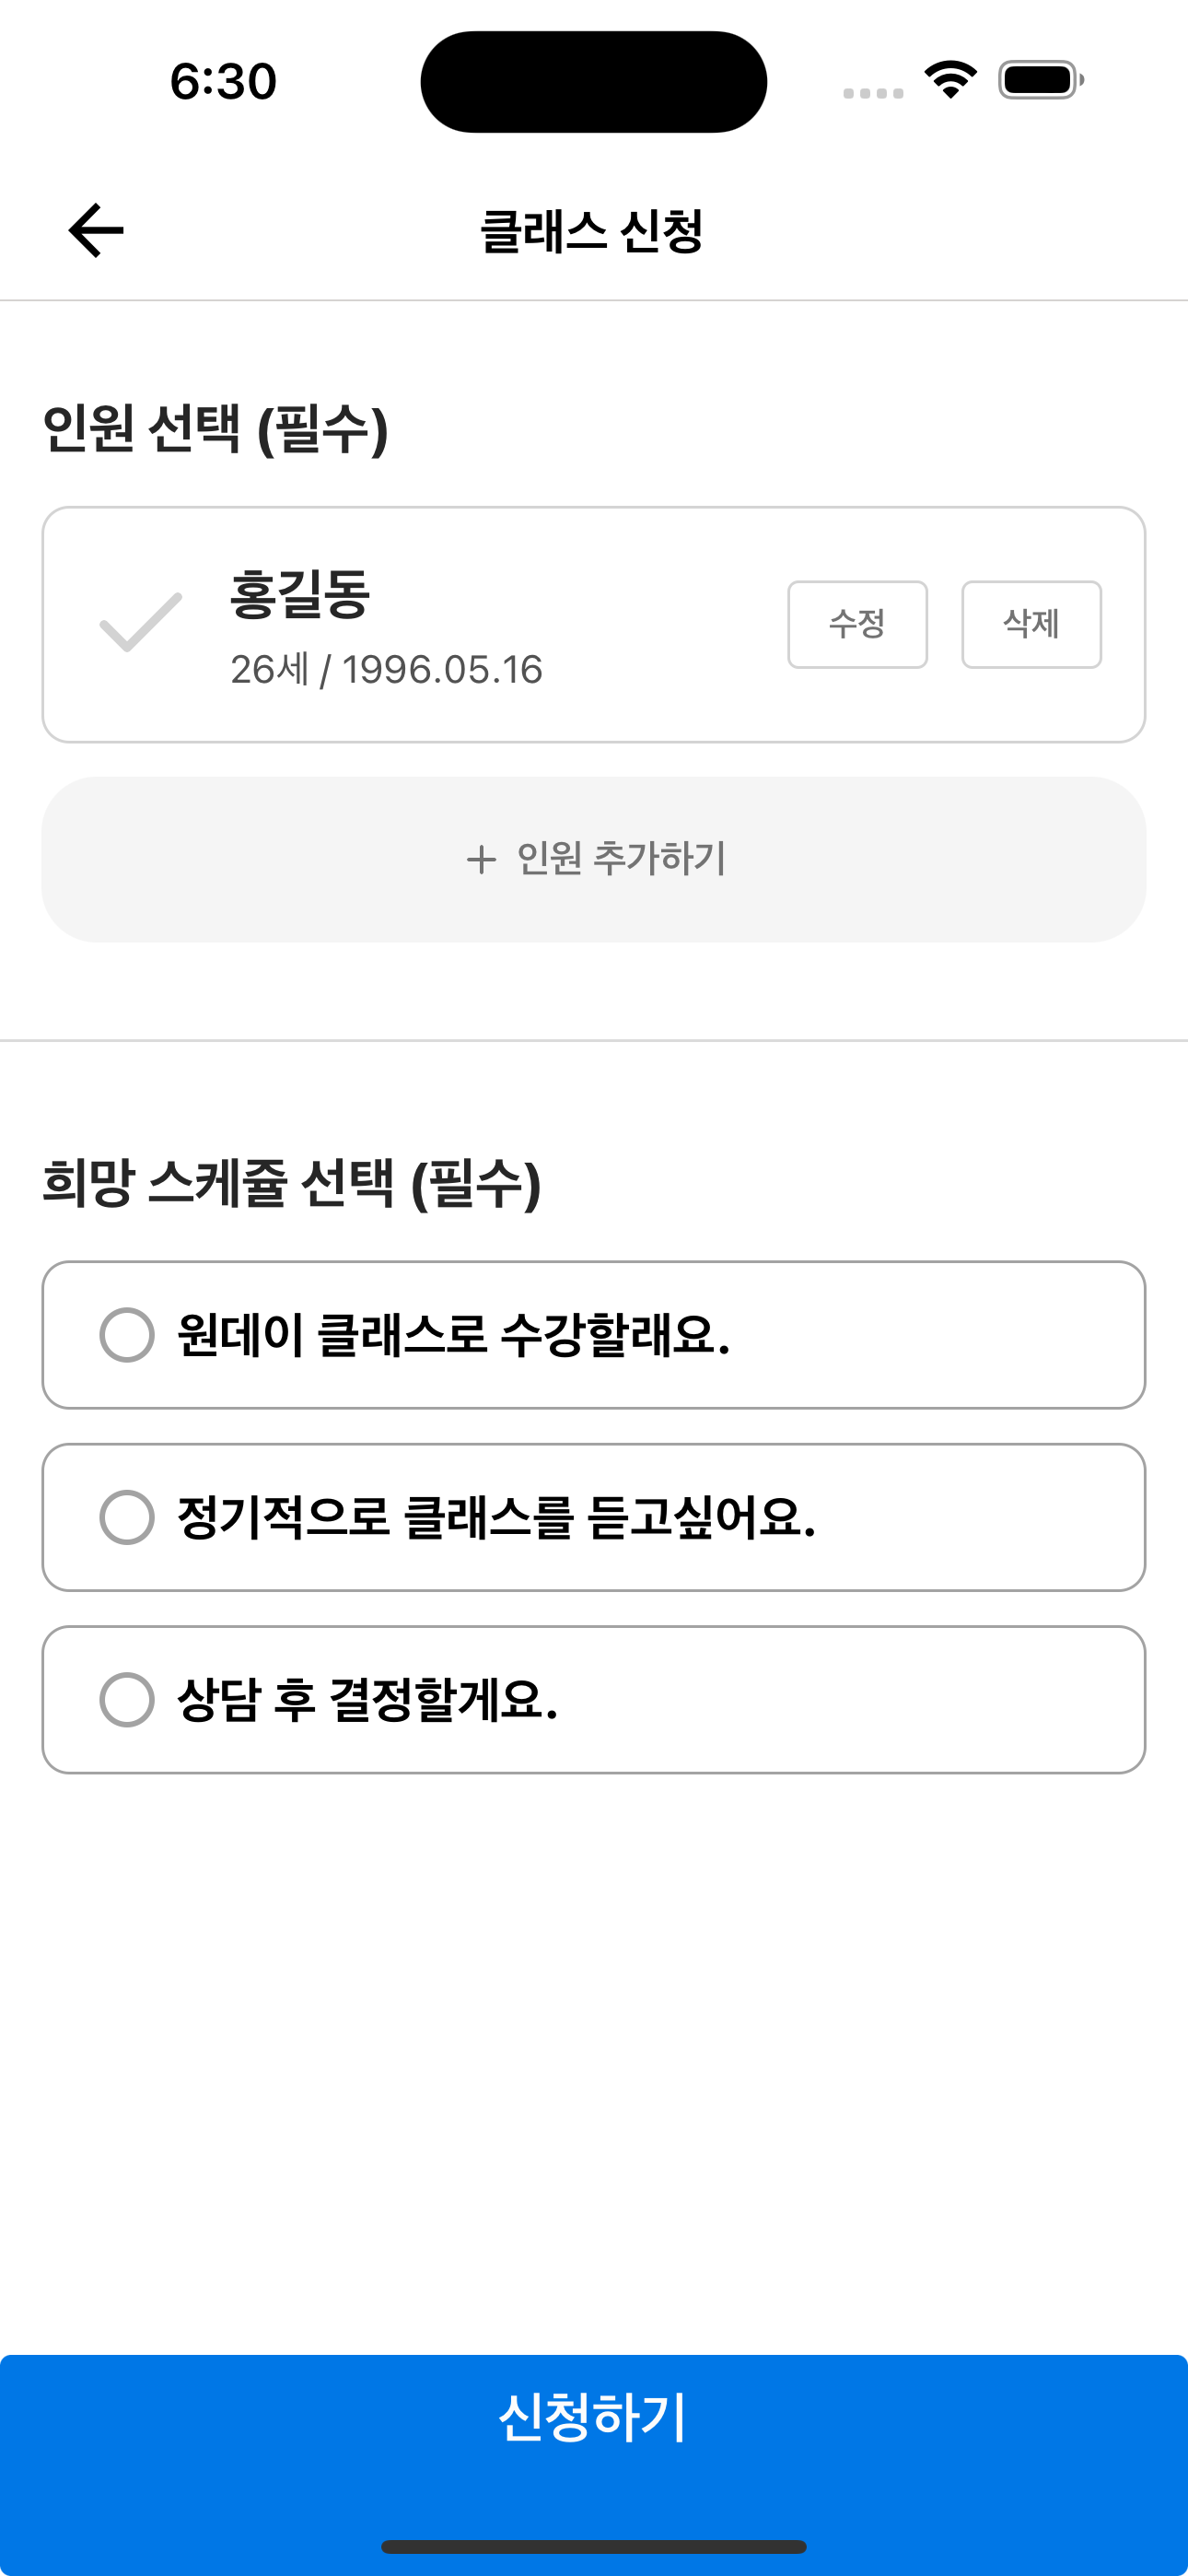 6:30
클래스 신청
인원 선택 (필수)
홍길동
26세 / 1996.05.16
수정
삭제
+ 인원 추가하기
희망 스케쥴 선택 (필수)
원데이 클래스로 수강할래요.
정기적으로 클래스를 듣고싶어요.
상담 후 결정할게요.
신청하기